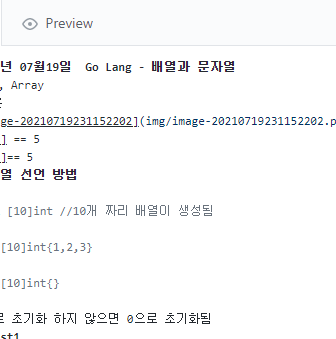 Preview
년 07월19일 Go Lang - 배열과 문자열
, Array
ge-20210719231152202](img/image-20210719231152202.p
] == 5
]== 5
열 선언 방법
[10]int //10개 짜리 배열이 생성됨
[10]int{1,2,3}
[10]int{}
로 초기화 하지 않으면 0으로 초기화됨
st1